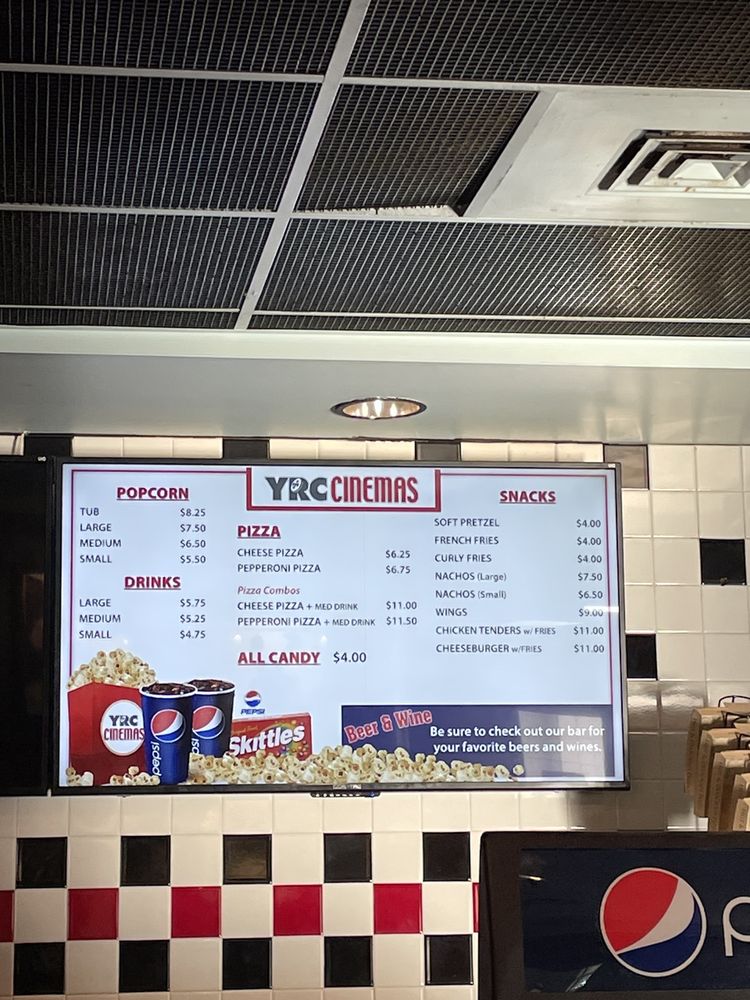 YRC CINEMAS
POPCORN
TUB $8.25
LARGE $7.50
MEDIUM $6.50
SMALL $5.50
DRINKS
LARGE $5.75
MEDIUM $5.25
SMALL $4.75
PIZZA
CHEESE PIZZA $6.25
PEPPERONI PIZZA $6.75
Pizza Combos
CHEESE PIZZA + MED DRINK $11.00
PEPPERONI PIZZA + MED DRINK $11.50
ALL CANDY $4.00
SNACKS
SOFT PRETZEL $4.00
FRENCH FRIES $4.00
CURLY FRIES $4.00
NACHOS (Large) $7.50
NACHOS (Small) $6.50
WINGS $9.00
CHICKEN TENDERS w/ FRIES $11.00
CHEESEBURGER w/FRIES $11.00
YRC
CINEMAS
pepsi
PEPSI
Skittles
Beer & Wine
Be sure to check out our bar for
your favorite beers and wines.